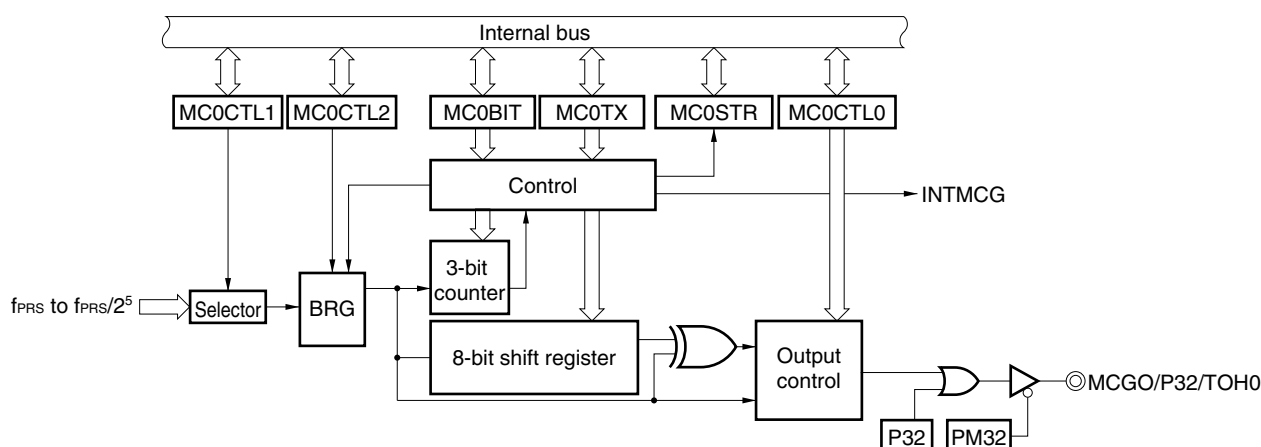 Internal bus
MC0CTL1 MC0CTL2 MC0BIT MC0TX MC0STR MC0CTL0
Control
INTMCG
3-bit
counter
fPRS to fPRS/2⁵
Selector
BRG
8-bit shift register
Output
control
MCGO/P32/TOH0
P32 PM32